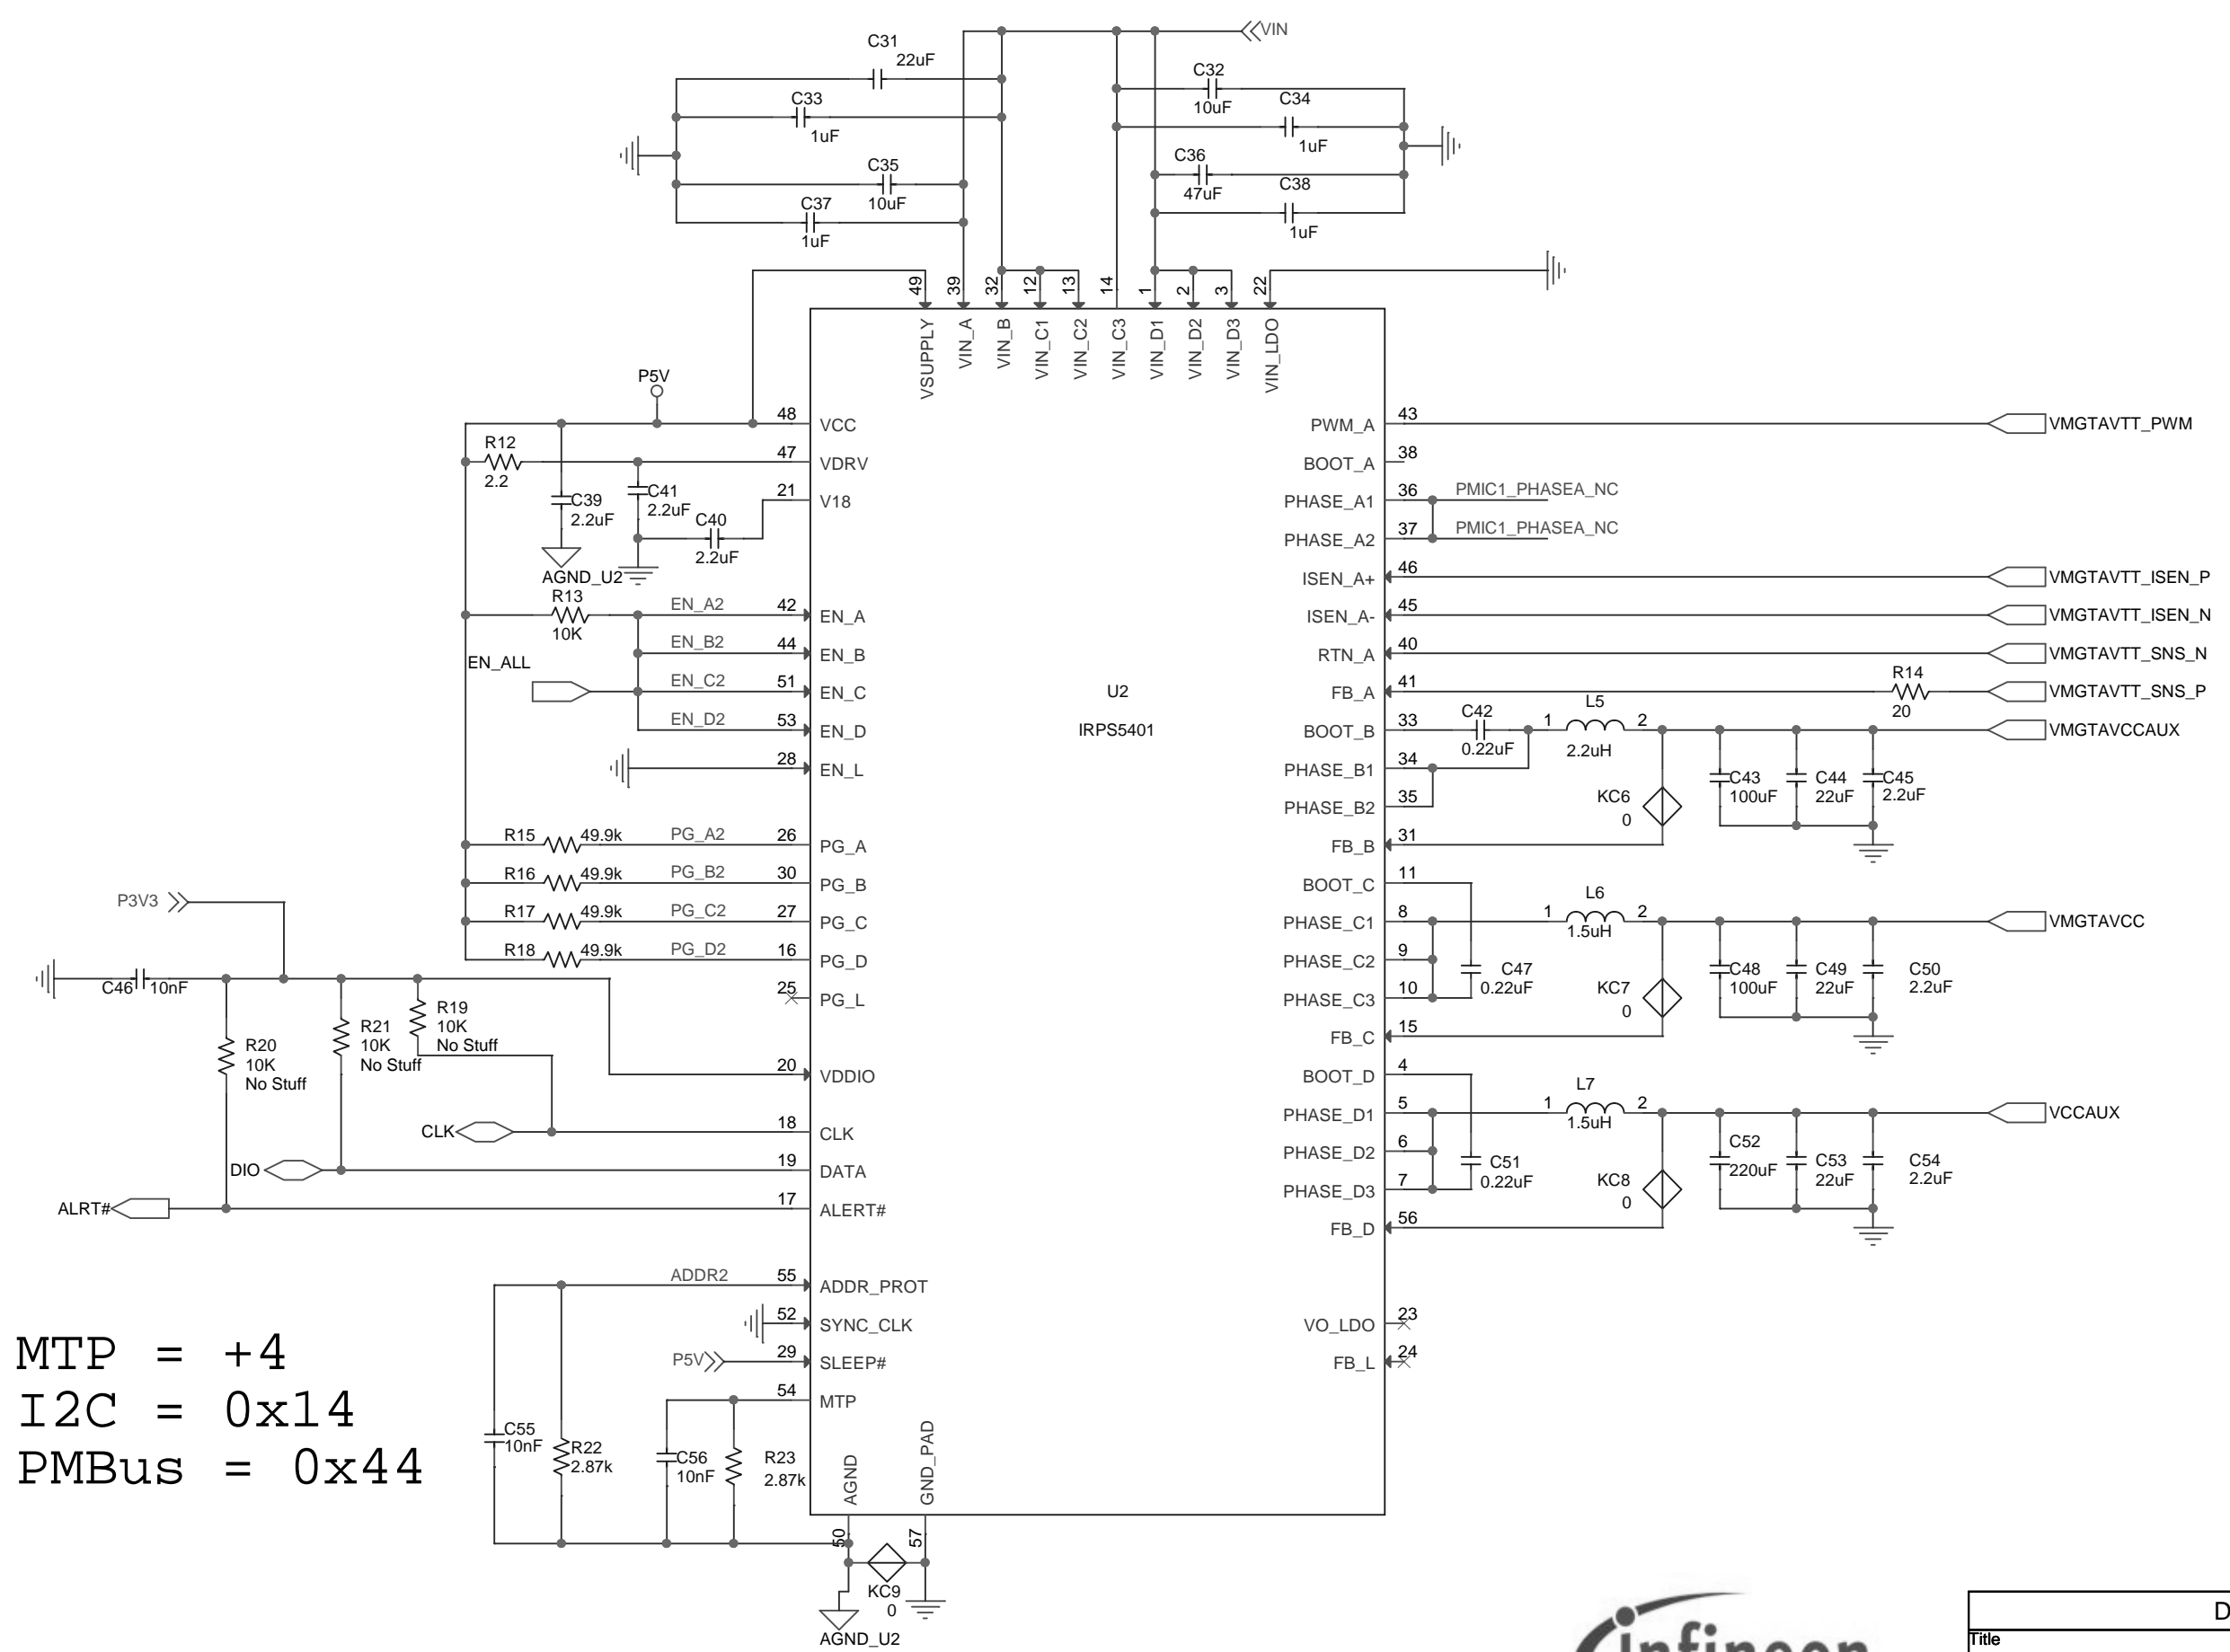 VIN
C31
22uF
C32
10uF
C33
1uF
C34
1uF
C35
10uF
C36
47uF
C37
1uF
C38
1uF
49
39
32
12
13
14
1
2
3
22
VSUPPLY
VIN_A
VIN_B
VIN_C1
VIN_C2
VIN_C3
VIN_D1
VIN_D2
VIN_D3
VIN_LDO
P5V
48
VCC
R12
2.2
47
VDRV
21
V18
C39
2.2uF
C41
2.2uF
C40
2.2uF
AGND_U2
R13
10K
EN_A2
42
EN_A
EN_B2
44
EN_B
EN_ALL
EN_C2
51
EN_C
EN_D2
53
EN_D
28
EN_L
R15
49.9k
PG_A2
26
PG_A
R16
49.9k
PG_B2
30
PG_B
P3V3
R17
49.9k
PG_C2
27
PG_C
R18
49.9k
PG_D2
16
PG_D
C46
10nF
25
PG_L
R19
10K
No Stuff
R21
10K
No Stuff
R20
10K
No Stuff
20
VDDIO
CLK
18
CLK
DIO
19
DATA
ALRT#
17
ALERT#
ADDR2
55
ADDR_PROT
52
SYNC_CLK
P5V
29
SLEEP#
54
MTP
MTP = +4
I2C = 0x14
PMBus = 0x44
C55
10nF
R22
2.87k
C56
10nF
R23
2.87k
AGND
GND_PAD
50
57
KC9
0
AGND_U2
U2
IRPS5401
PWM_A
43
VMGTAVTT_PWM
BOOT_A
38
PHASE_A1
36
PMIC1_PHASEA_NC
PHASE_A2
37
PMIC1_PHASEA_NC
ISEN_A+
46
VMGTAVTT_ISEN_P
ISEN_A-
45
VMGTAVTT_ISEN_N
RTN_A
40
VMGTAVTT_SNS_N
FB_A
41
R14
20
VMGTAVTT_SNS_P
BOOT_B
33
C42
0.22uF
1
L5
2
2.2uH
VMGTAVCCAUX
PHASE_B1
34
PHASE_B2
35
KC6
0
C43
100uF
C44
22uF
C45
2.2uF
FB_B
31
BOOT_C
11
PHASE_C1
8
1
L6
2
1.5uH
VMGTAVCC
PHASE_C2
9
PHASE_C3
10
C47
0.22uF
KC7
0
C48
100uF
C49
22uF
C50
2.2uF
FB_C
15
BOOT_D
4
PHASE_D1
5
1
L7
2
1.5uH
VCCAUX
PHASE_D2
6
PHASE_D3
7
C51
0.22uF
KC8
0
C52
220uF
C53
22uF
C54
2.2uF
FB_D
56
VO_LDO
23
FB_L
24
infineon
D
Title